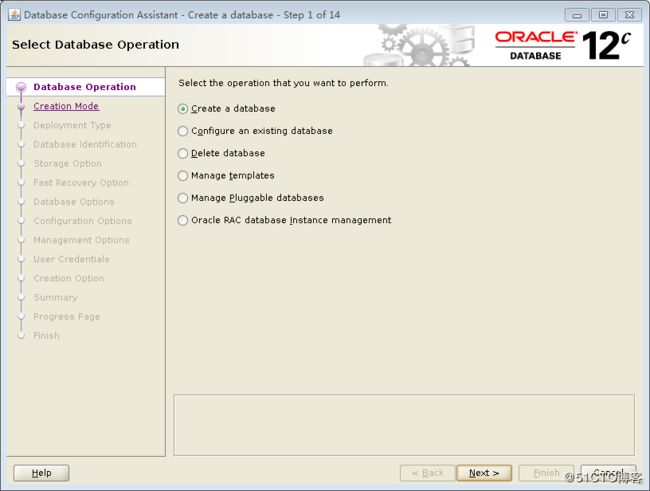 Database Configuration Assistant - Create a database - Step 1 of 14
Select Database Operation
ORACLE
DATABASE
12c
Database Operation
Creation Mode
Deployment Type
Database Identification
Storage Option
Fast Recovery Option
Database Options
Configuration Options
Management Options
User Credentials
Creation Option
Summary
Progress Page
Finish
Select the operation that you want to perform.
Create a database
Configure an existing database
Delete database
Manage templates
Manage Pluggable databases
Oracle RAC database Instance management
Help
< Back
Next >
Finish
Cancel
@51CTO博客